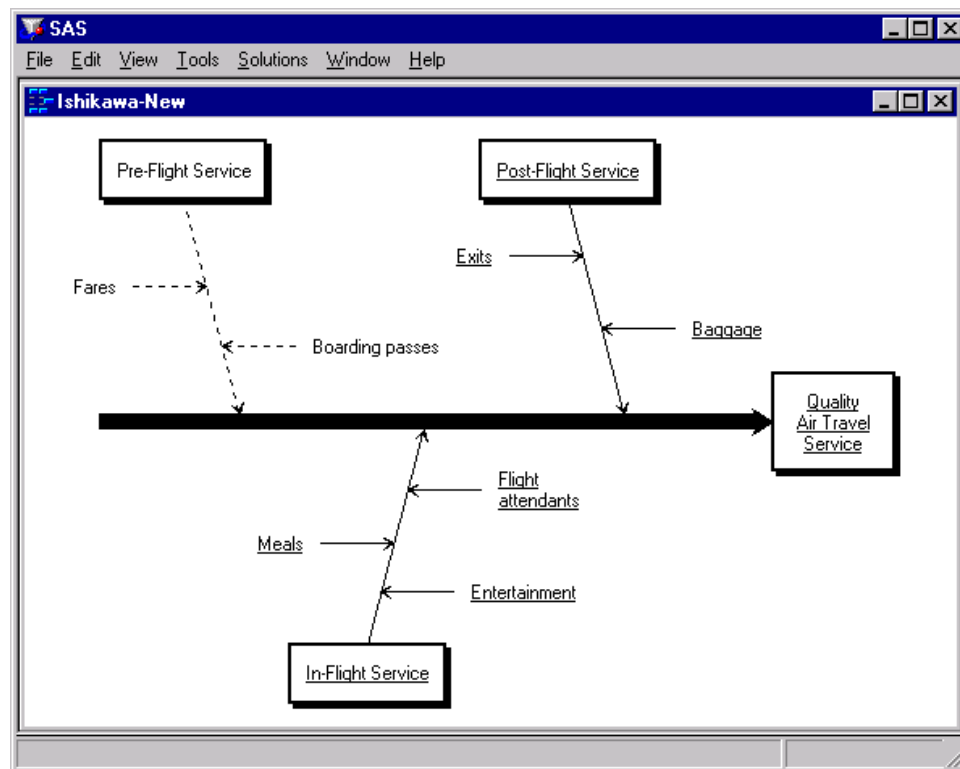 SAS
File Edit View Tools Solutions Window Help
Ishikawa-New
Pre-Flight Service
Post-Flight Service
Exits
Fares
Baggage
Boarding passes
Quality
Air Travel
Service
Flight
attendants
Meals
Entertainment
In-Flight Service